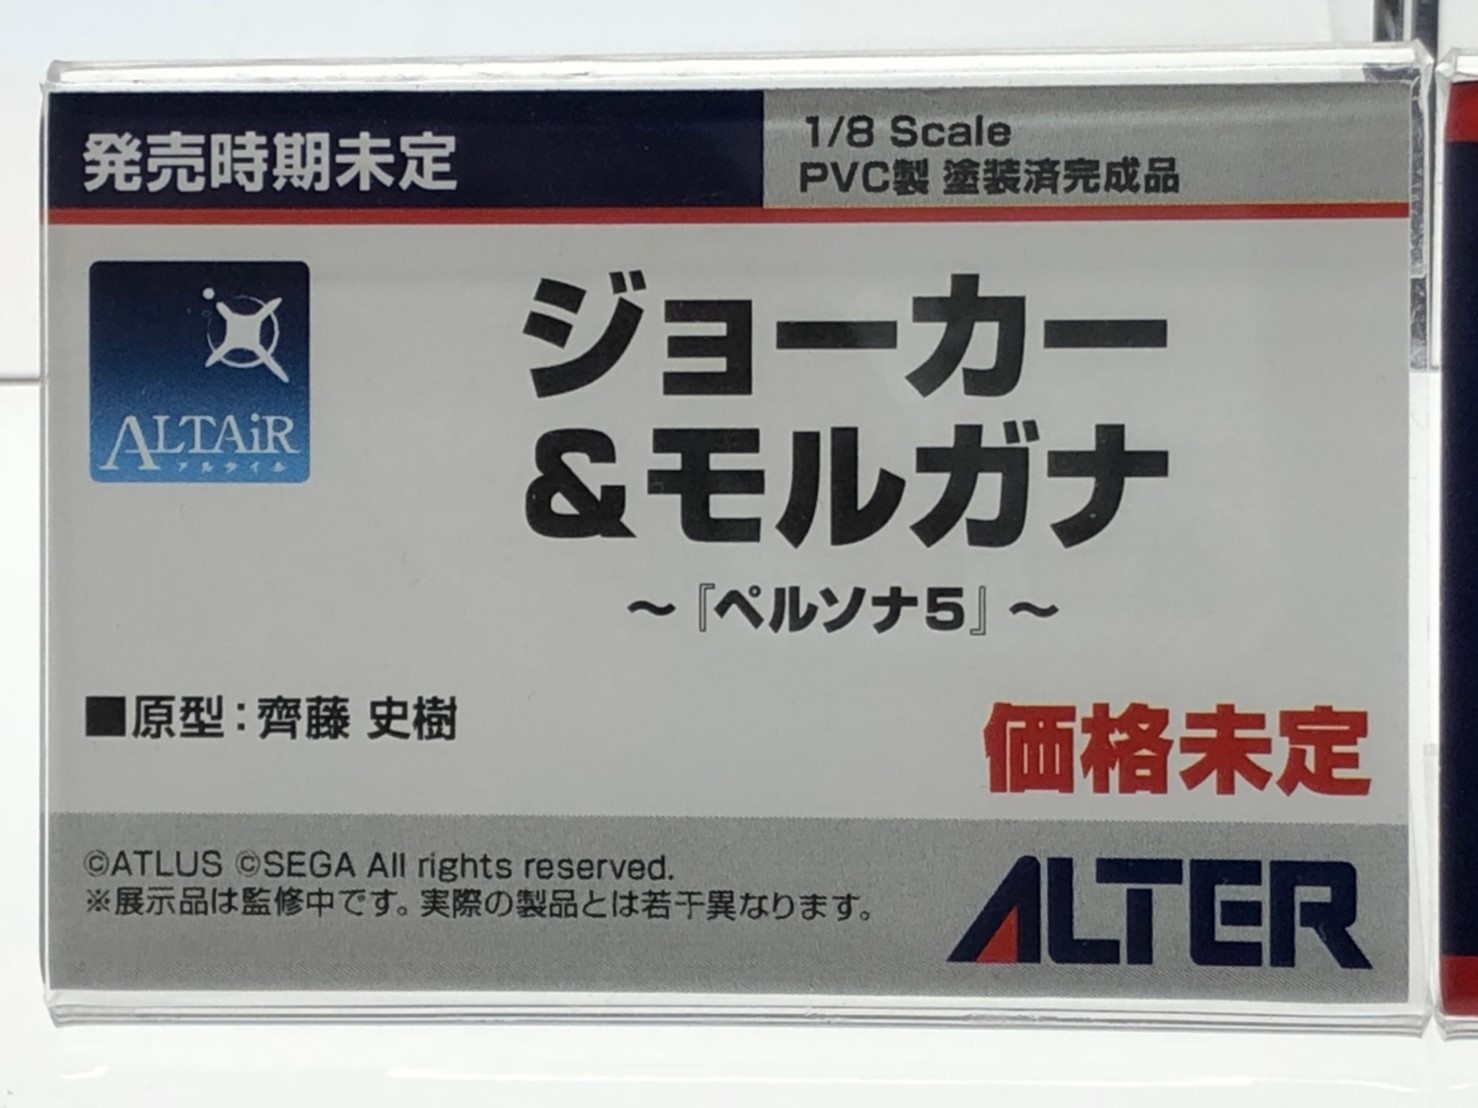 発売時期未定
1/8 Scale
PVC製 塗装済完成品
ALTAiR
アルタイル
ジョーカー
&モルガナ
～『ペルソナ5』～
■原型：齊藤 史樹
価格未定
©ATLUS ©SEGA All rights reserved.
※展示品は監修中です。実際の製品とは若干異なります。
ALTER